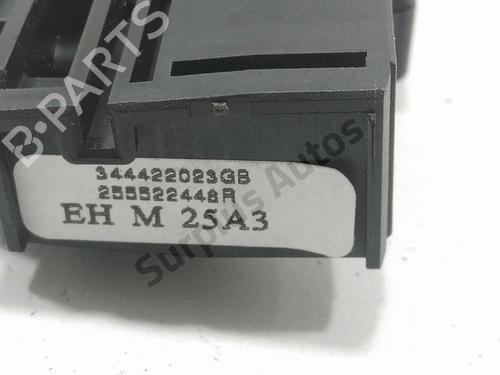 B-PARTS
Surplus Autos
344422023GB
255522448R
EH M 25A3